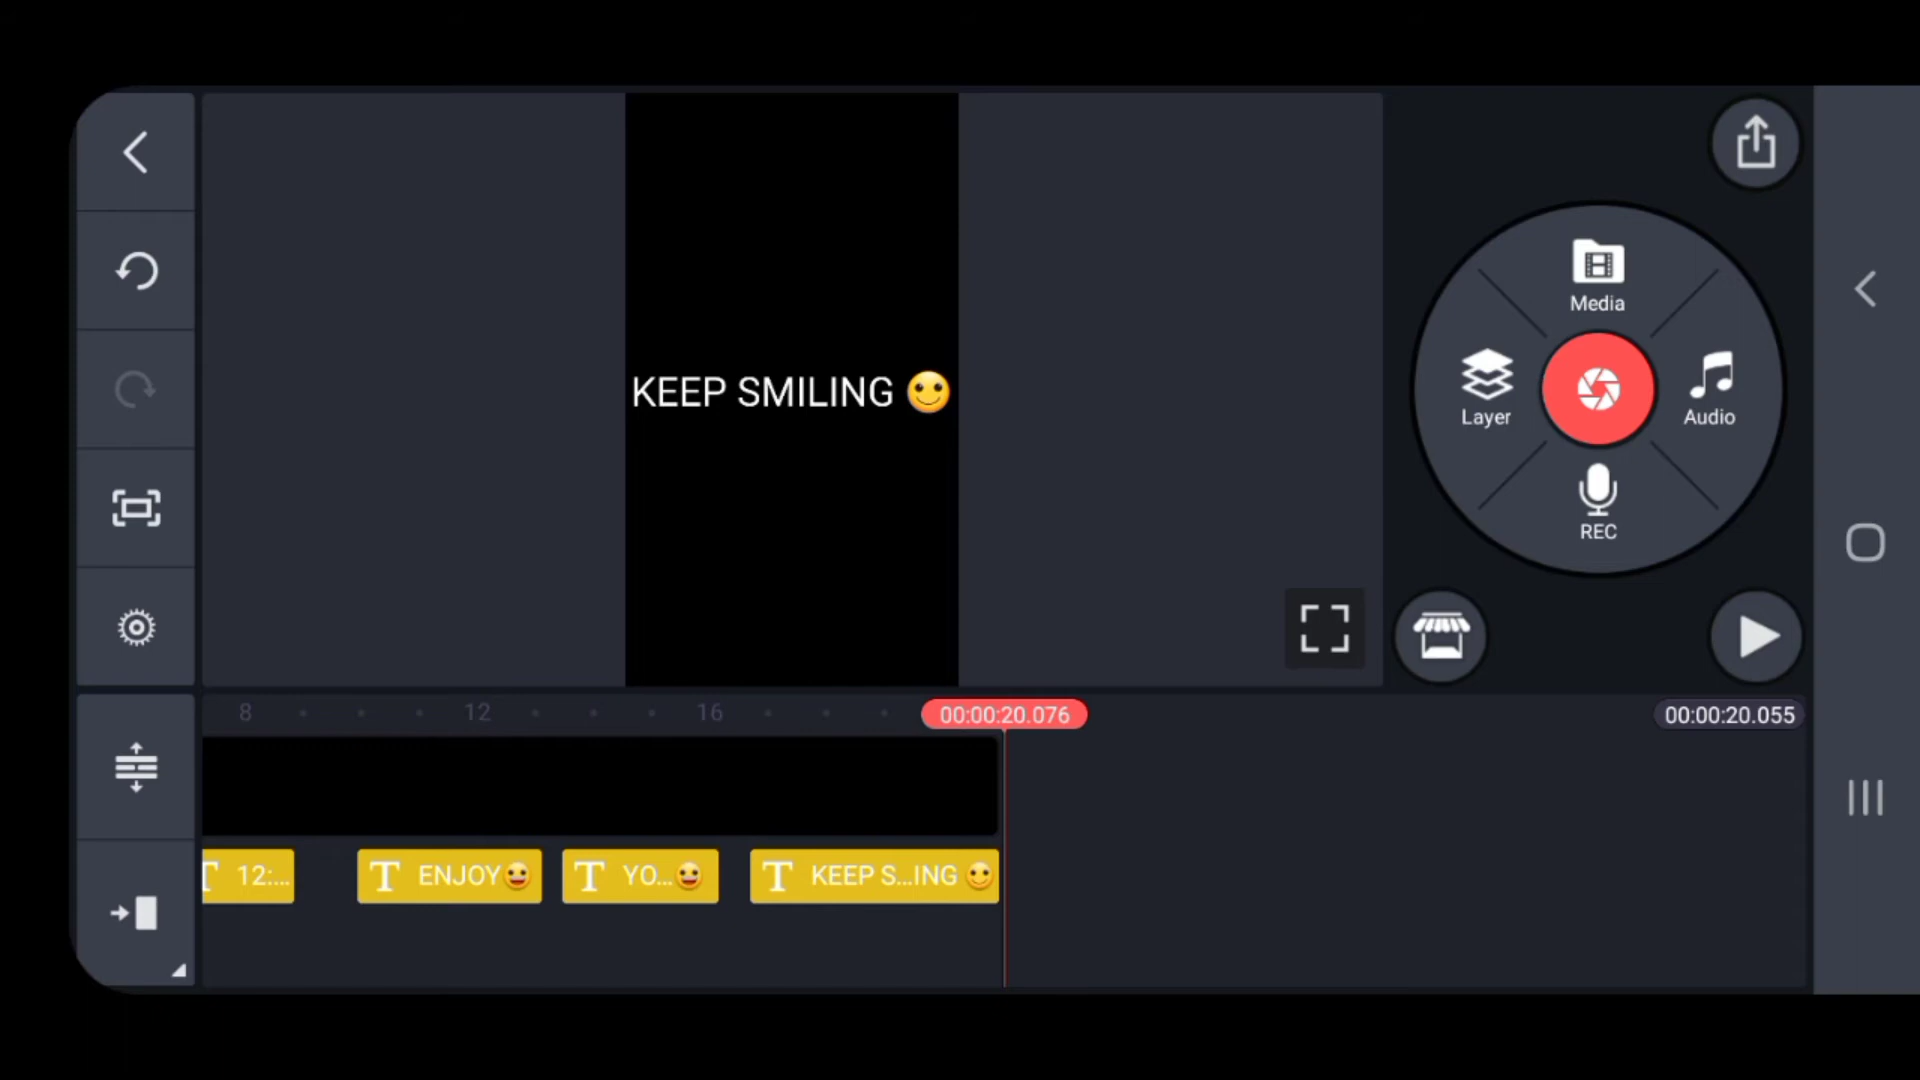 KEEP SMILING 🙂
Media
Layer
Audio
REC
8
12
16
00:00:20.076
00:00:20.055
T 12:...
T ENJOY😀
T YO...😀
T KEEP S...ING 🙂